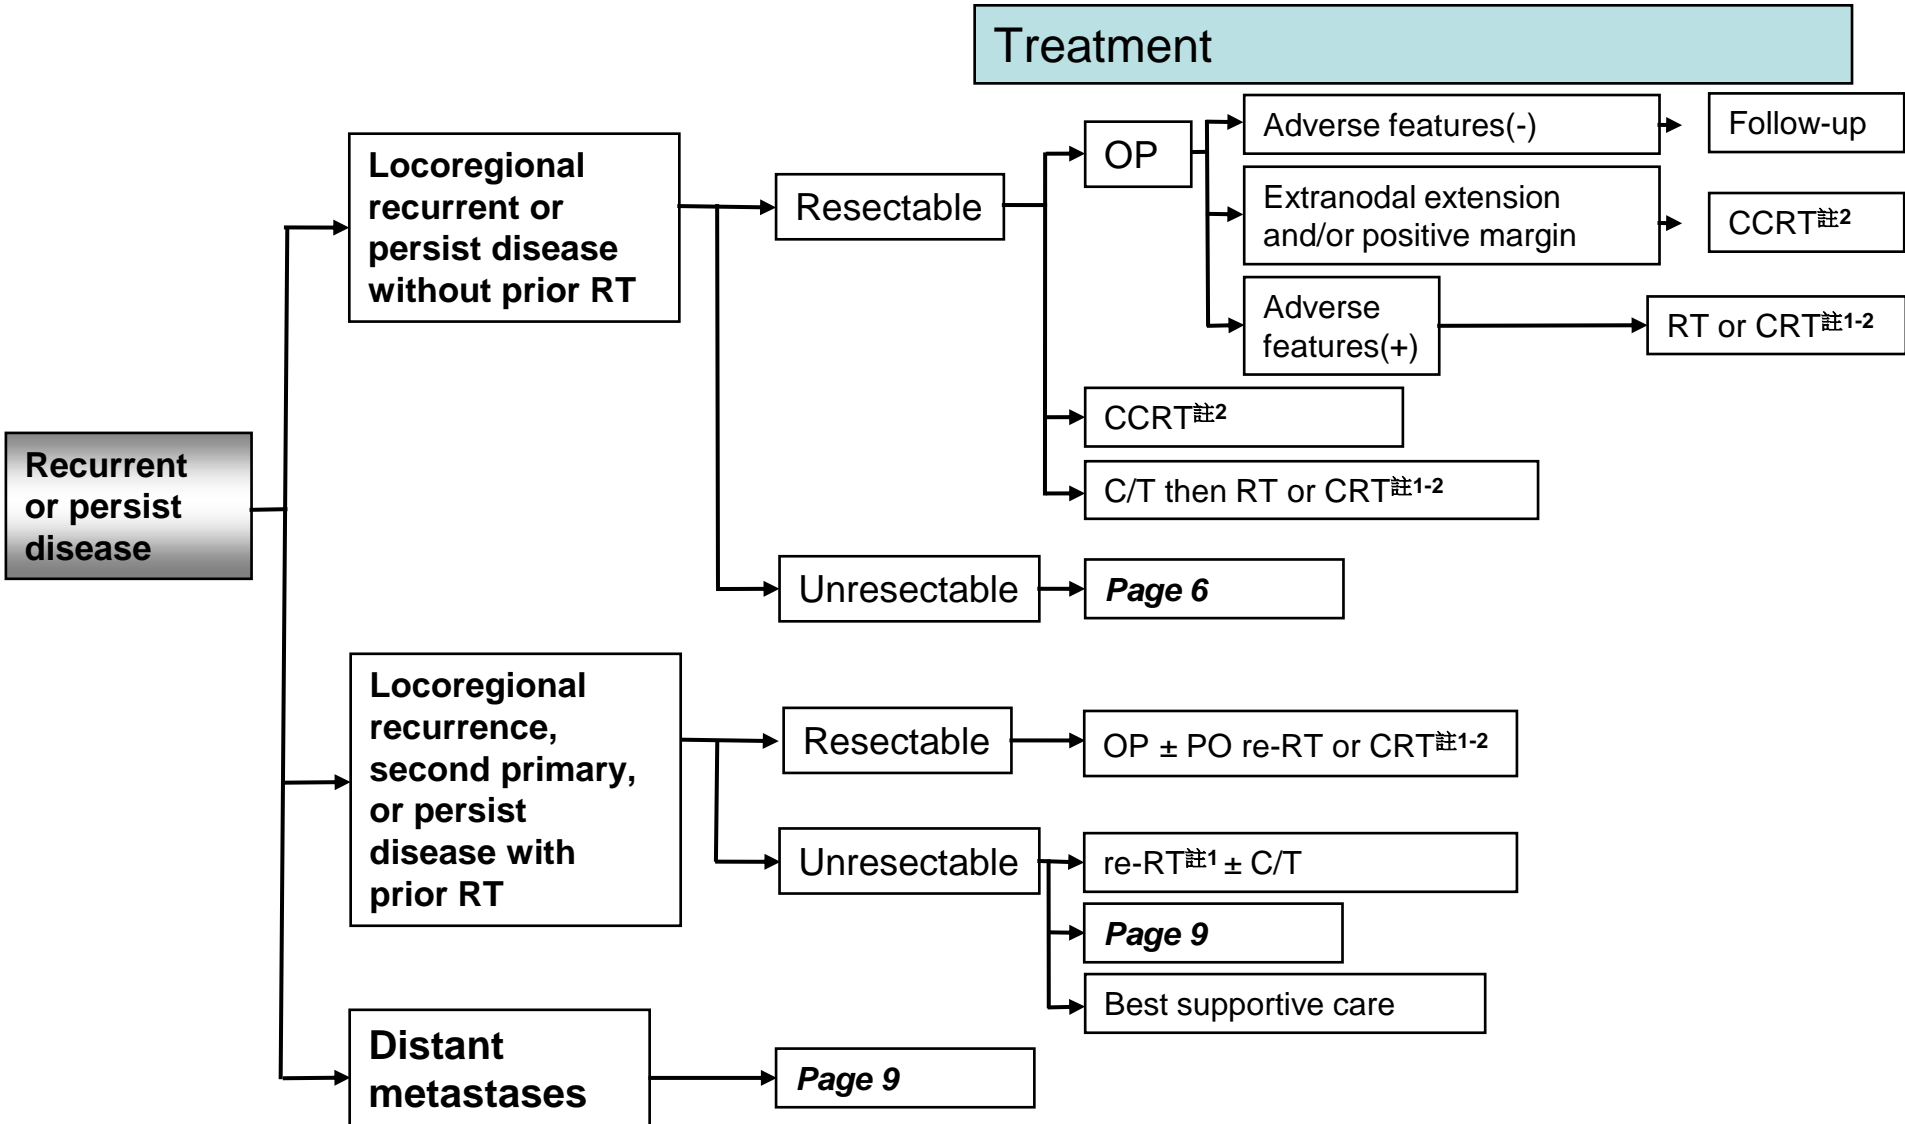 Treatment
Recurrent
or persist
disease
Locoregional
recurrent or
persist disease
without prior RT
Resectable
OP
Adverse features(-)
Follow-up
Extranodal extension
and/or positive margin
CCRT註2
Adverse
features(+)
RT or CRT註1-2
CCRT註2
C/T then RT or CRT註1-2
Unresectable
Page 6
Locoregional
recurrence,
second primary,
or persist
disease with
prior RT
Resectable
OP ± PO re-RT or CRT註1-2
Unresectable
re-RT註1 ± C/T
Page 9
Best supportive care
Distant
metastases
Page 9